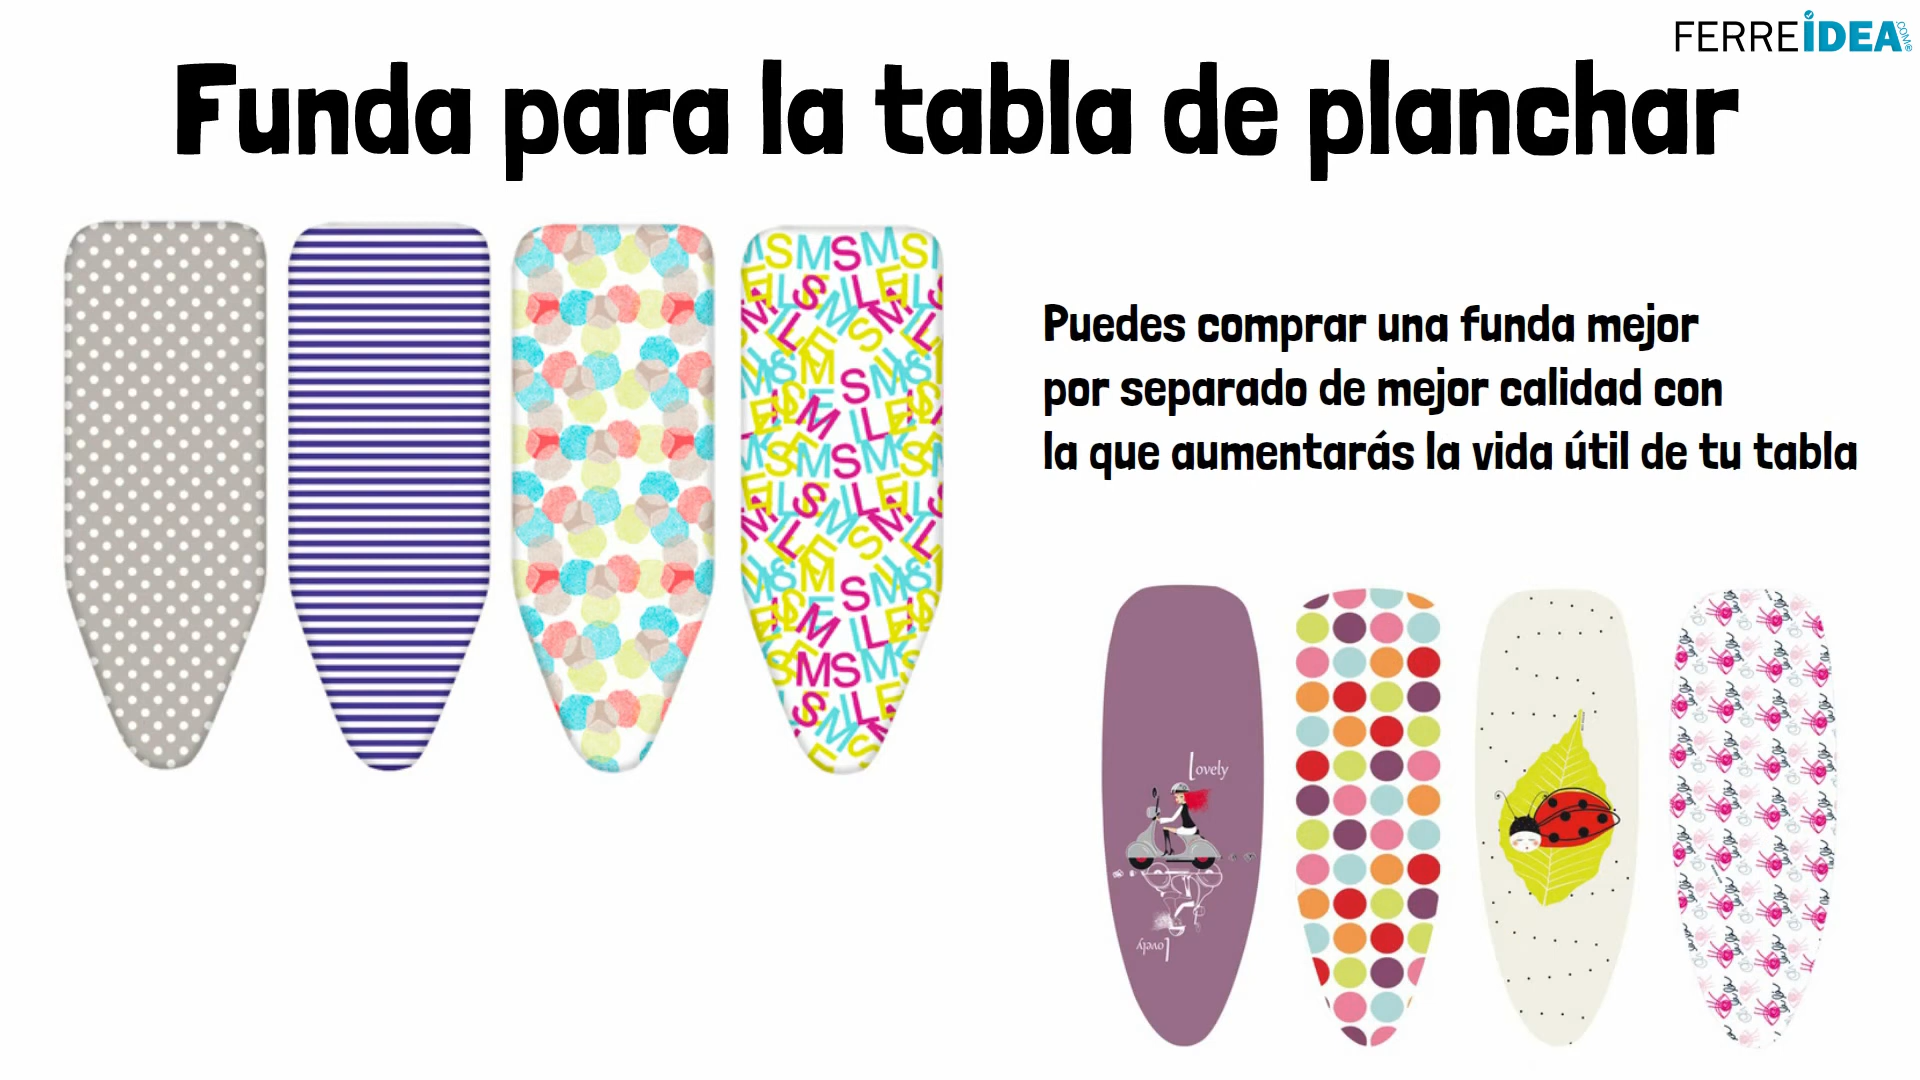 FERREiDEA.COM®
Funda para la tabla de planchar
Puedes comprar una funda mejor
por separado de mejor calidad con
la que aumentarás la vida útil de tu tabla
Lovely
Lovely